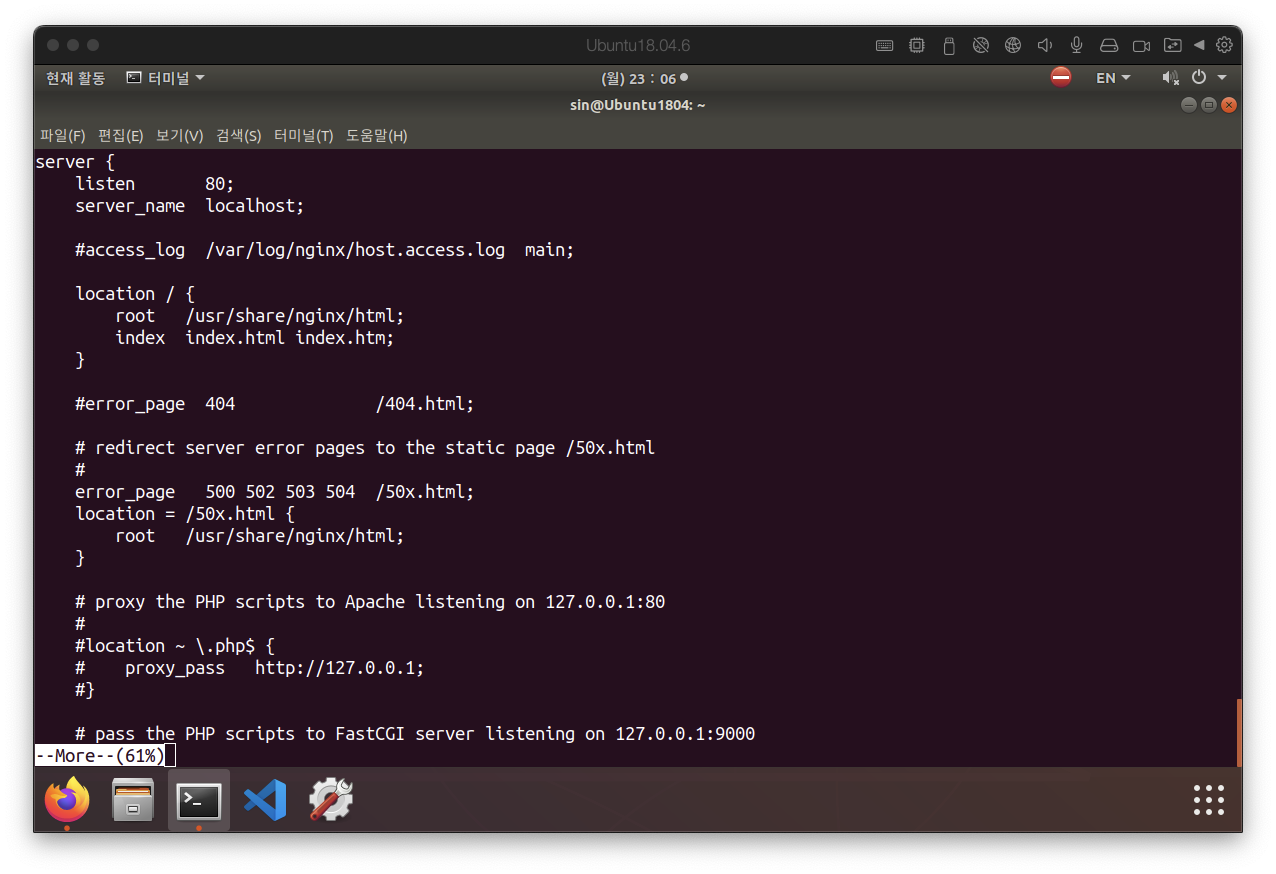 Ubuntu18.04.6
현재 활동 터미널 (월) 23 : 06 EN
sin@Ubuntu1804: ~
파일(F) 편집(E) 보기(V) 검색(S) 터미널(T) 도움말(H)
server {
    listen       80;
    server_name  localhost;

    #access_log  /var/log/nginx/host.access.log  main;

    location / {
        root   /usr/share/nginx/html;
        index  index.html index.htm;
    }

    #error_page  404              /404.html;

    # redirect server error pages to the static page /50x.html
    #
    error_page   500 502 503 504  /50x.html;
    location = /50x.html {
        root   /usr/share/nginx/html;
    }

    # proxy the PHP scripts to Apache listening on 127.0.0.1:80
    #
    #location ~ \.php$ {
    #    proxy_pass   http://127.0.0.1;
    #}

    # pass the PHP scripts to FastCGI server listening on 127.0.0.1:9000
--More--(61%)